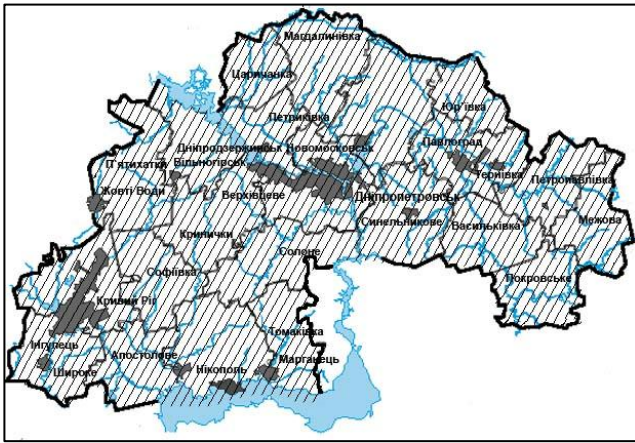 Магдалинівка
Царичанка
Юр´ївка
Петриківка
Дніпродзержинськ
Новомосковськ
Павлоград
П´ятихатки
Вільногірськ
Тернівка
Петропавлівка
Жовті Води
Верхівцеве
Дніпропетровськ
Синельникове
Васильківка
Межова
Кринички
Солоне
Софіївка
Покровське
Кривий Ріг
Томаківка
Інгулець
Апостолове
Широке
Нікополь
Марганець